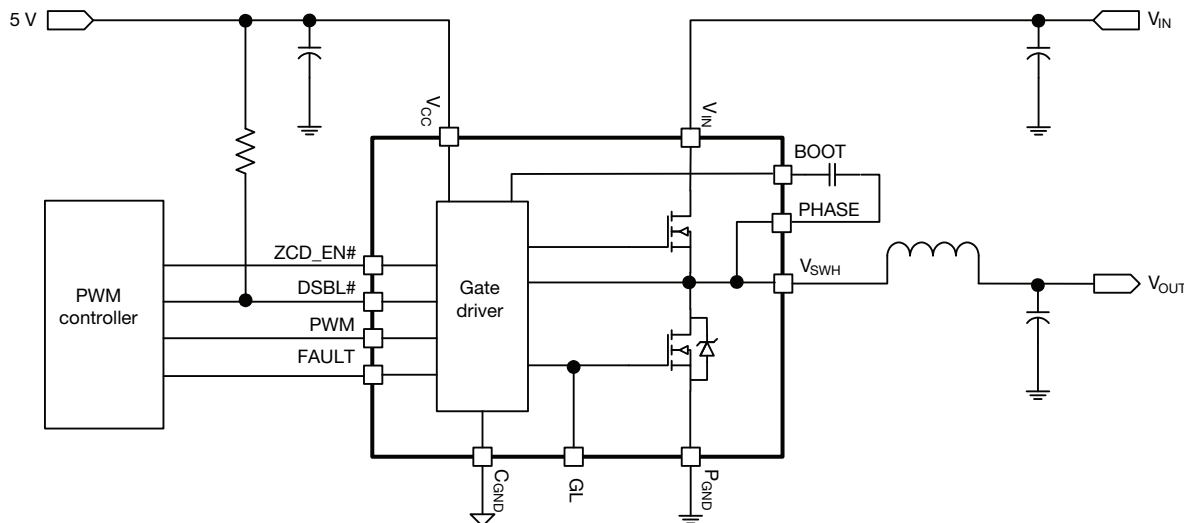 5 V
V_IN
V_CC
V_IN
BOOT
PHASE
ZCD_EN#
V_SWH
DSBL#
PWM
controller
Gate
driver
V_OUT
PWM
FAULT
C_GND
GL
P_GND